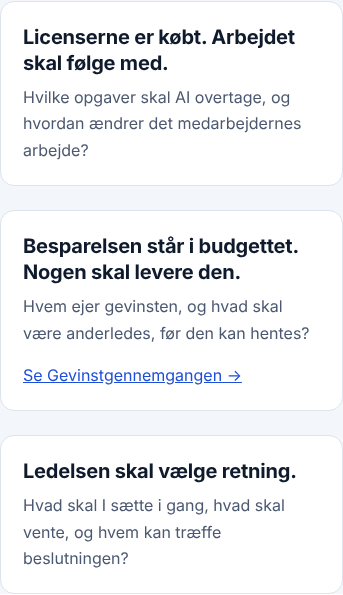 Licenserne er købt. Arbejdet
skal følge med.
Hvilke opgaver skal AI overtage, og
hvordan ændrer det medarbejdernes
arbejde?
Besparelsen står i budgettet.
Nogen skal levere den.
Hvem ejer gevinsten, og hvad skal
være anderledes, før den kan hentes?
Se Gevinstgennemgangen →
Ledelsen skal vælge retning.
Hvad skal I sætte i gang, hvad skal
vente, og hvem kan træffe
beslutningen?